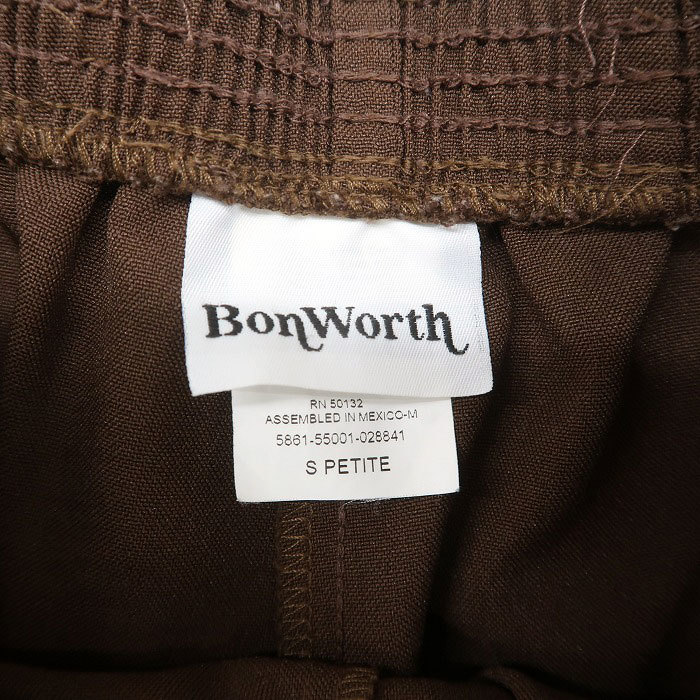 BonWorth
RN 50132
ASSEMBLED IN MEXICO-M
5861-55001-028841
S PETITE